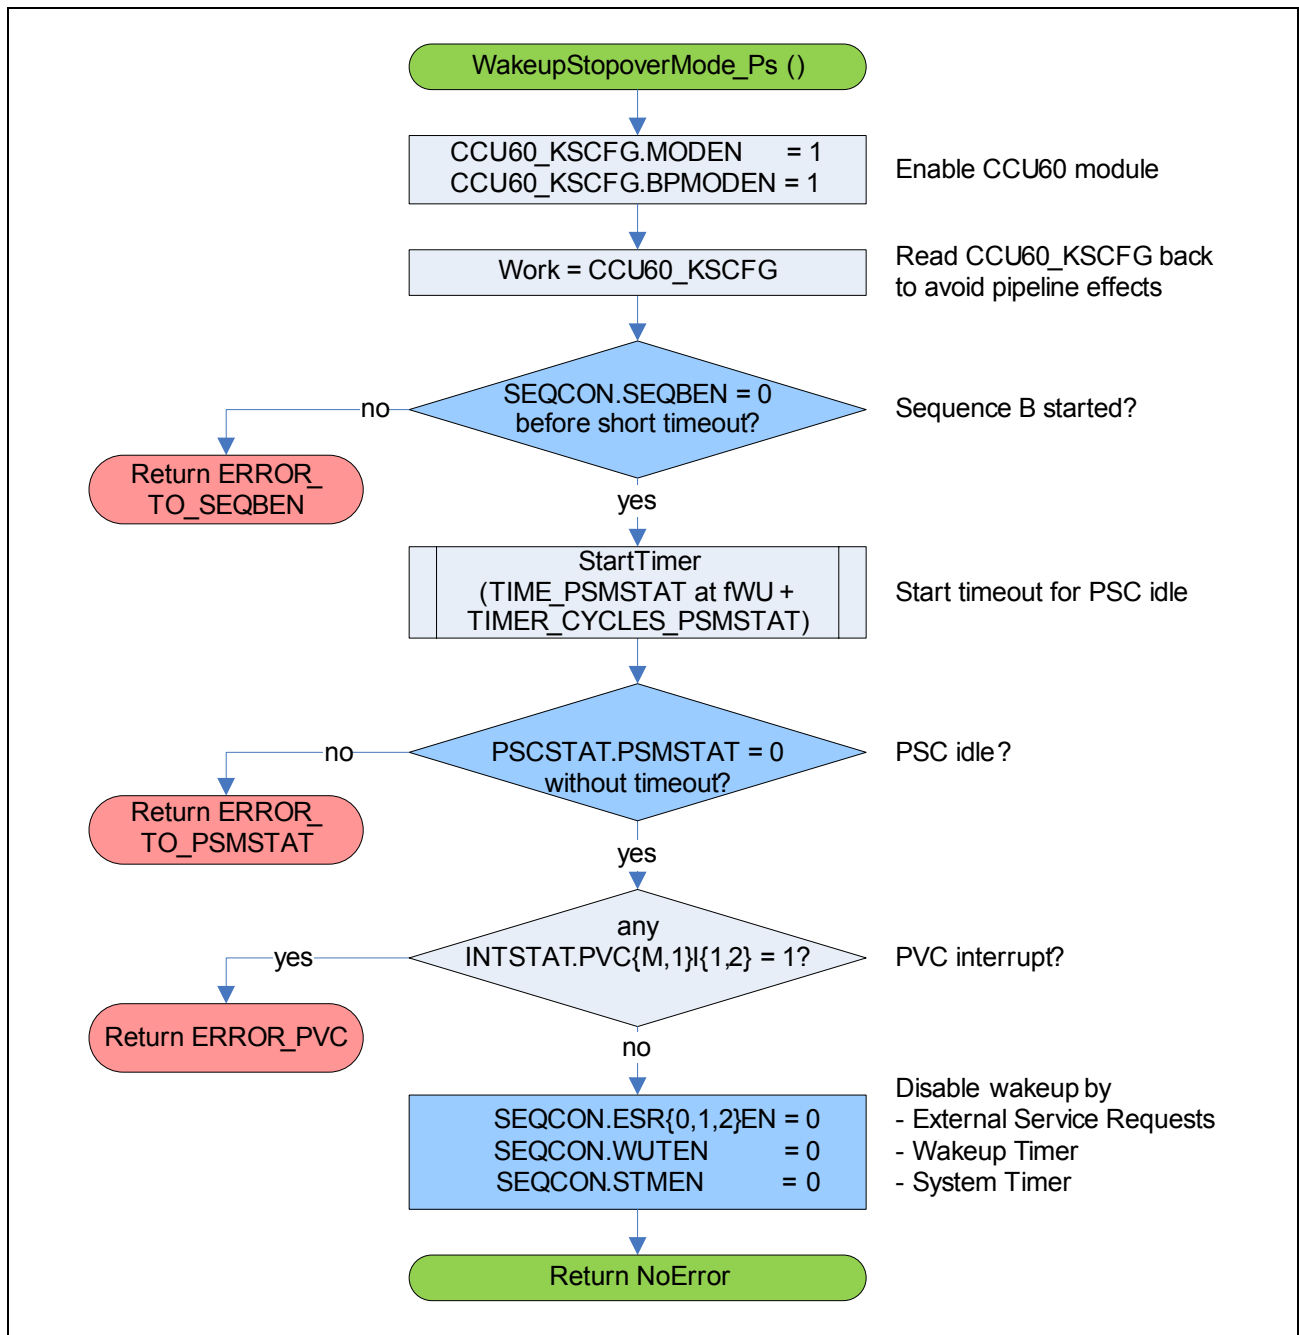 WakeupStopoverMode_Ps ()
CCU60_KSCFG.MODEN = 1
CCU60_KSCFG.BPMODEN = 1
Enable CCU60 module
Work = CCU60_KSCFG
Read CCU60_KSCFG back
to avoid pipeline effects
SEQCON.SEQBEN = 0
before short timeout?
Sequence B started?
no
Return ERROR_
TO_SEQBEN
yes
StartTimer
(TIME_PSMSTAT at fWU +
TIMER_CYCLES_PSMSTAT)
Start timeout for PSC idle
PSCSTAT.PSMSTAT = 0
without timeout?
PSC idle?
no
Return ERROR_
TO_PSMSTAT
yes
any
INTSTAT.PVC{M,1}I{1,2} = 1?
PVC interrupt?
yes
Return ERROR_PVC
no
SEQCON.ESR{0,1,2}EN = 0
SEQCON.WUTEN = 0
SEQCON.STMEN = 0
Disable wakeup by
- External Service Requests
- Wakeup Timer
- System Timer
Return NoError